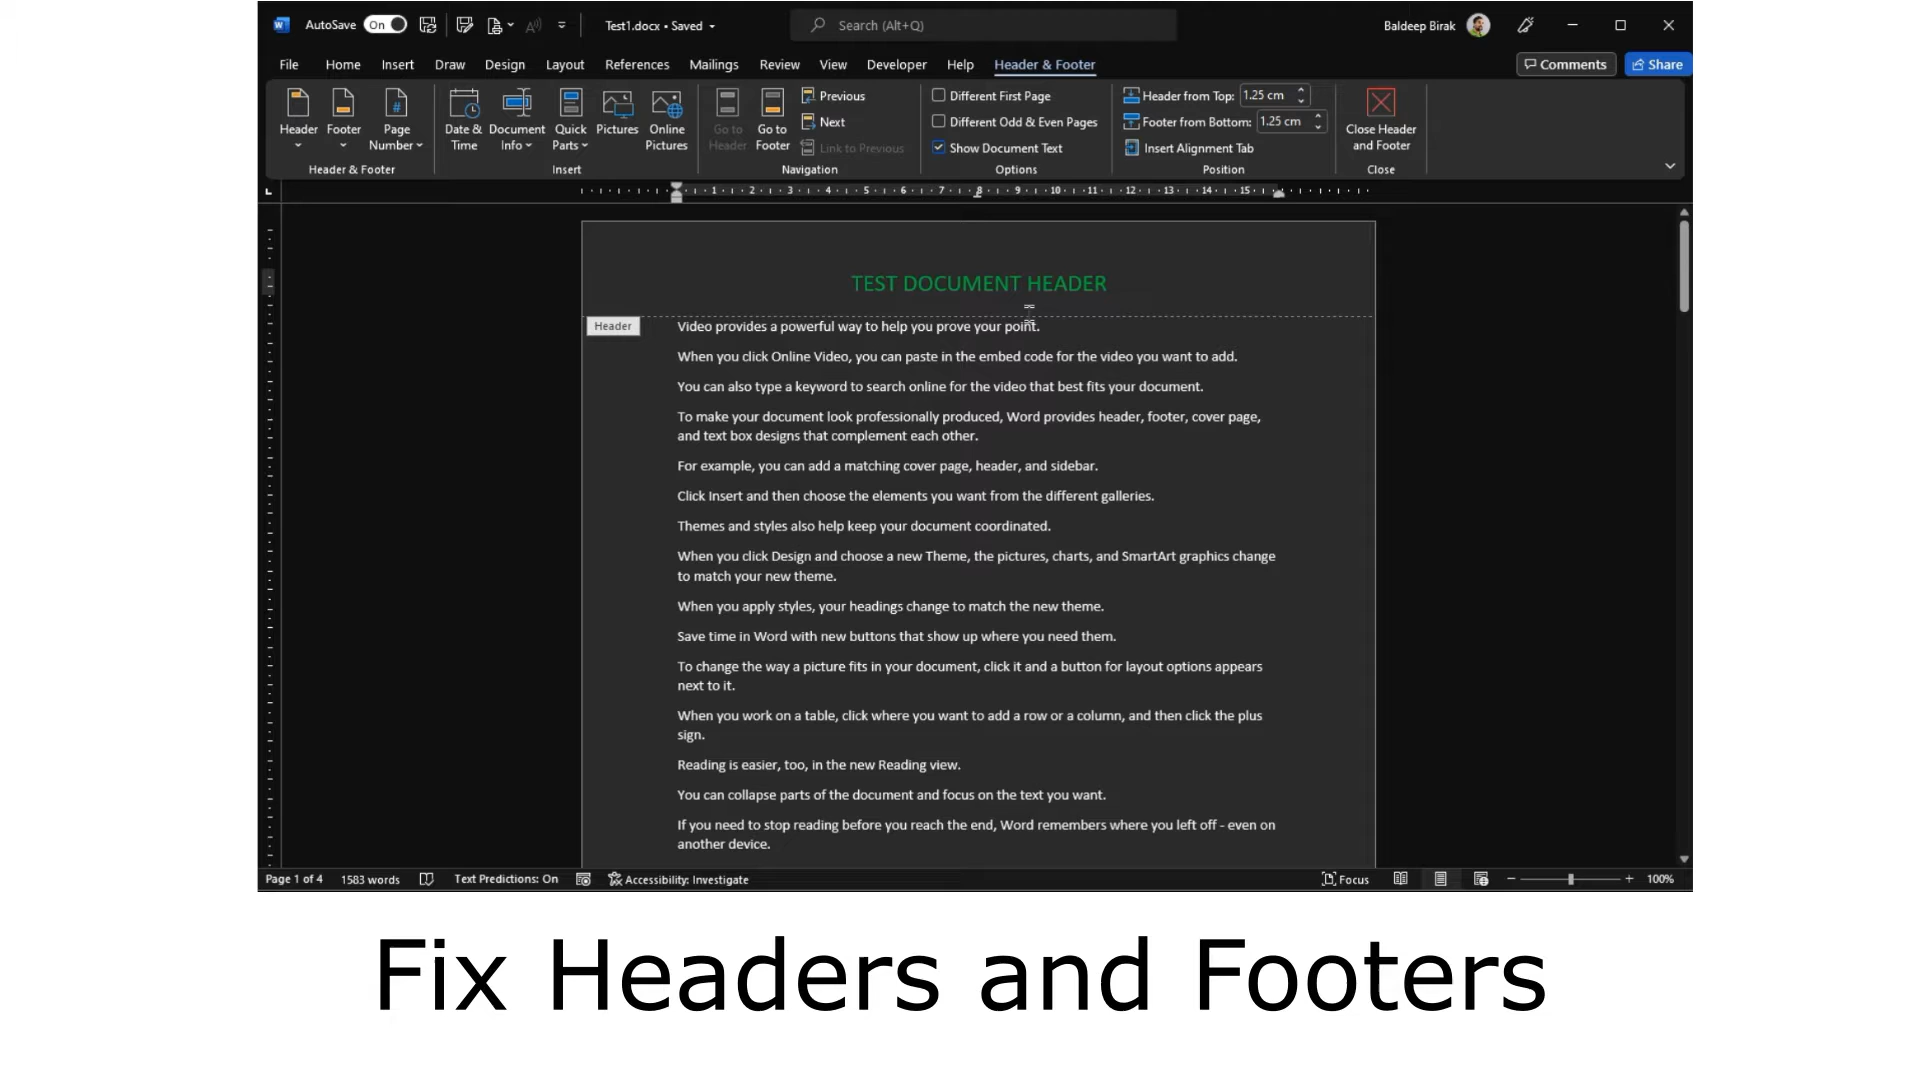 AutoSave On Test1.docx • Saved Search (Alt+Q) Baldeep Birak
File Home Insert Draw Design Layout References Mailings Review View Developer Help Header & Footer Comments Share
Header Footer Page Number
Header & Footer
Date & Time Document Info Quick Parts Pictures Online Pictures
Insert
Go to Header Go to Footer Previous Next Link to Previous
Navigation
Different First Page
Different Odd & Even Pages
Show Document Text
Options
Header from Top: 1.25 cm
Footer from Bottom: 1.25 cm
Insert Alignment Tab
Position
Close Header and Footer
Close
1 2 3 4 5 6 7 8 9 10 11 12 13 14 15
TEST DOCUMENT HEADER
Header
Video provides a powerful way to help you prove your point.
When you click Online Video, you can paste in the embed code for the video you want to add.
You can also type a keyword to search online for the video that best fits your document.
To make your document look professionally produced, Word provides header, footer, cover page,
and text box designs that complement each other.
For example, you can add a matching cover page, header, and sidebar.
Click Insert and then choose the elements you want from the different galleries.
Themes and styles also help keep your document coordinated.
When you click Design and choose a new Theme, the pictures, charts, and SmartArt graphics change
to match your new theme.
When you apply styles, your headings change to match the new theme.
Save time in Word with new buttons that show up where you need them.
To change the way a picture fits in your document, click it and a button for layout options appears
next to it.
When you work on a table, click where you want to add a row or a column, and then click the plus
sign.
Reading is easier, too, in the new Reading view.
You can collapse parts of the document and focus on the text you want.
If you need to stop reading before you reach the end, Word remembers where you left off - even on
another device.
Page 1 of 4 1583 words Text Predictions: On Accessibility: Investigate Focus 100%
Fix Headers and Footers